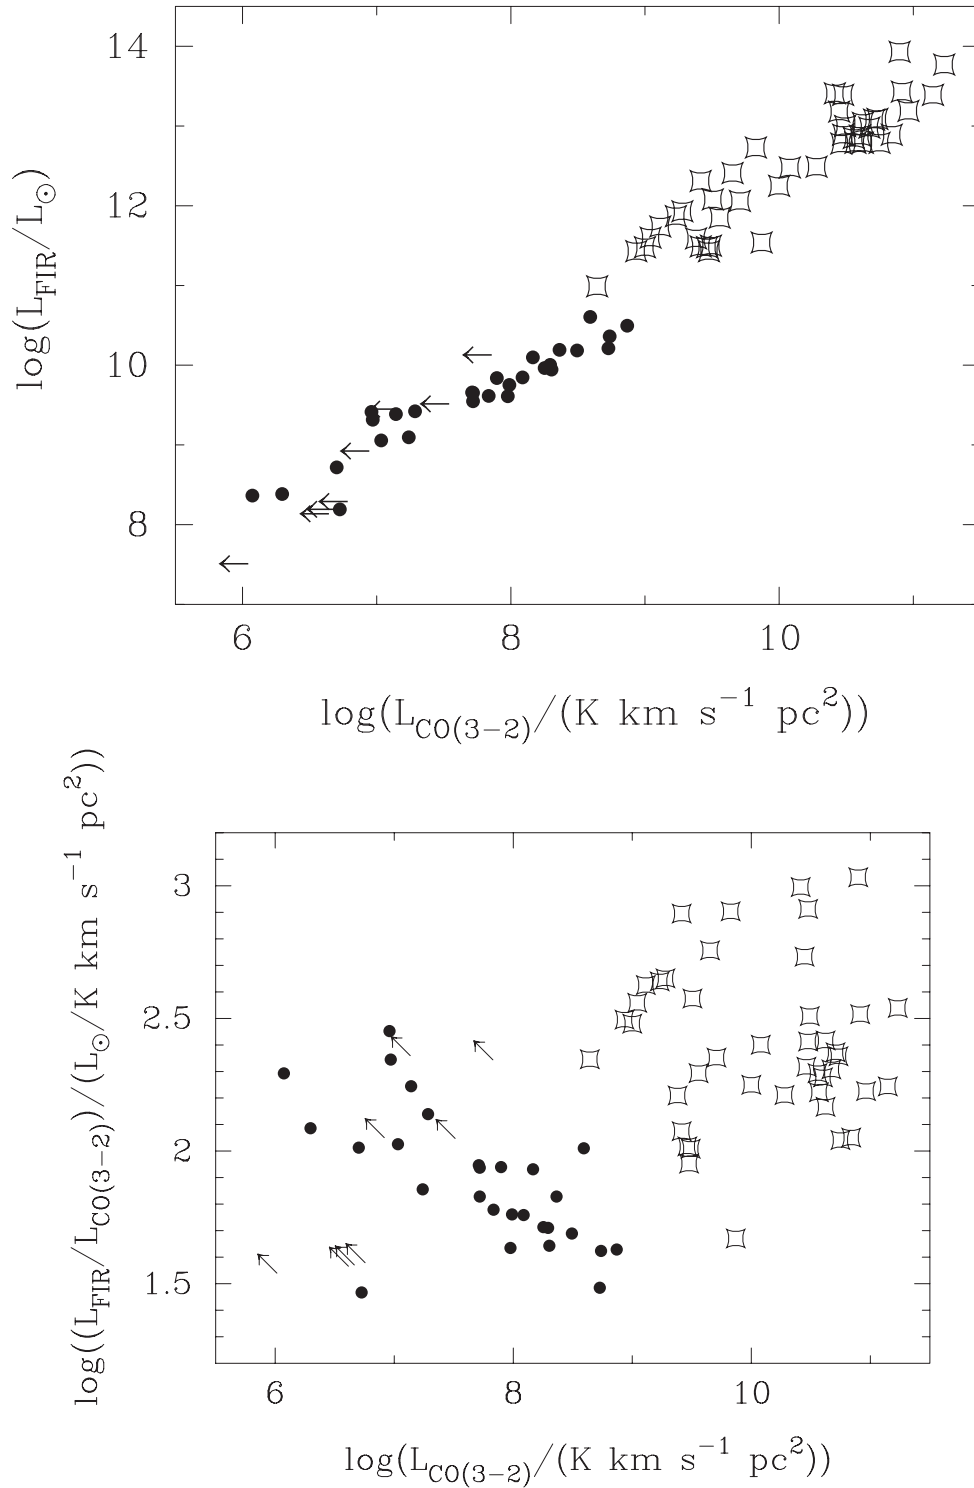 14
12
10
8
log(L_FIR/L_⊙)
6 8 10
log(L_CO(3−2)/(K km s^−1 pc^2))
3
2.5
2
1.5
log((L_FIR/L_CO(3−2))/(L_⊙/K km s^−1 pc^2))
6 8 10
log(L_CO(3−2)/(K km s^−1 pc^2))